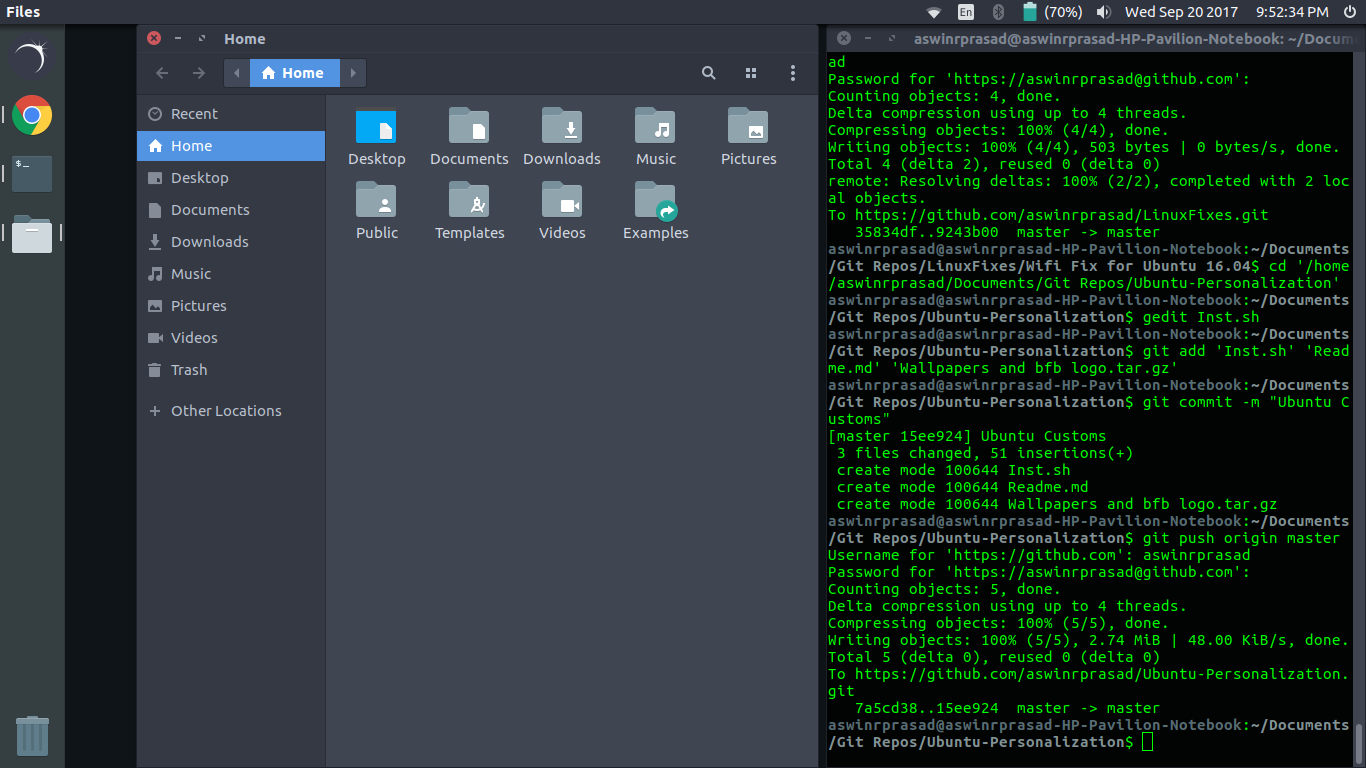 Files
En
(70%)
Wed Sep 20 2017
9:52:34 PM
Home
Home
Recent
Home
Desktop
Documents
Downloads
Music
Pictures
Videos
Trash
Other Locations
Desktop
Documents
Downloads
Music
Pictures
Public
Templates
Videos
Examples
$_
aswinrprasad@aswinrprasad-HP-Pavilion-Notebook: ~/Docum
ad
Password for 'https://aswinrprasad@github.com':
Counting objects: 4, done.
Delta compression using up to 4 threads.
Compressing objects: 100% (4/4), done.
Writing objects: 100% (4/4), 503 bytes | 0 bytes/s, done.
Total 4 (delta 2), reused 0 (delta 0)
remote: Resolving deltas: 100% (2/2), completed with 2 loc
al objects.
To https://github.com/aswinrprasad/LinuxFixes.git
   35834df..9243b00  master -> master
aswinrprasad@aswinrprasad-HP-Pavilion-Notebook:~/Documents
/Git Repos/LinuxFixes/Wifi Fix for Ubuntu 16.04$ cd '/home
/aswinrprasad/Documents/Git Repos/Ubuntu-Personalization'
aswinrprasad@aswinrprasad-HP-Pavilion-Notebook:~/Documents
/Git Repos/Ubuntu-Personalization$ gedit Inst.sh
aswinrprasad@aswinrprasad-HP-Pavilion-Notebook:~/Documents
/Git Repos/Ubuntu-Personalization$ git add 'Inst.sh' 'Read
me.md' 'Wallpapers and bfb logo.tar.gz'
aswinrprasad@aswinrprasad-HP-Pavilion-Notebook:~/Documents
/Git Repos/Ubuntu-Personalization$ git commit -m "Ubuntu C
ustoms"
[master 15ee924] Ubuntu Customs
 3 files changed, 51 insertions(+)
 create mode 100644 Inst.sh
 create mode 100644 Readme.md
 create mode 100644 Wallpapers and bfb logo.tar.gz
aswinrprasad@aswinrprasad-HP-Pavilion-Notebook:~/Documents
/Git Repos/Ubuntu-Personalization$ git push origin master
Username for 'https://github.com': aswinrprasad
Password for 'https://aswinrprasad@github.com':
Counting objects: 5, done.
Delta compression using up to 4 threads.
Compressing objects: 100% (5/5), done.
Writing objects: 100% (5/5), 2.74 MiB | 48.00 KiB/s, done.
Total 5 (delta 0), reused 0 (delta 0)
To https://github.com/aswinrprasad/Ubuntu-Personalization.
git
   7a5cd38..15ee924  master -> master
aswinrprasad@aswinrprasad-HP-Pavilion-Notebook:~/Documents
/Git Repos/Ubuntu-Personalization$